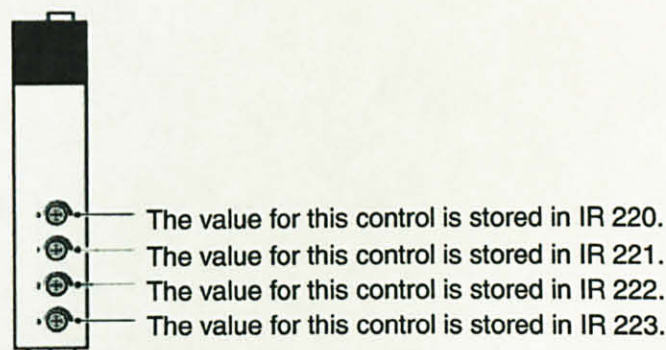 The value for this control is stored in IR 220.
The value for this control is stored in IR 221.
The value for this control is stored in IR 222.
The value for this control is stored in IR 223.